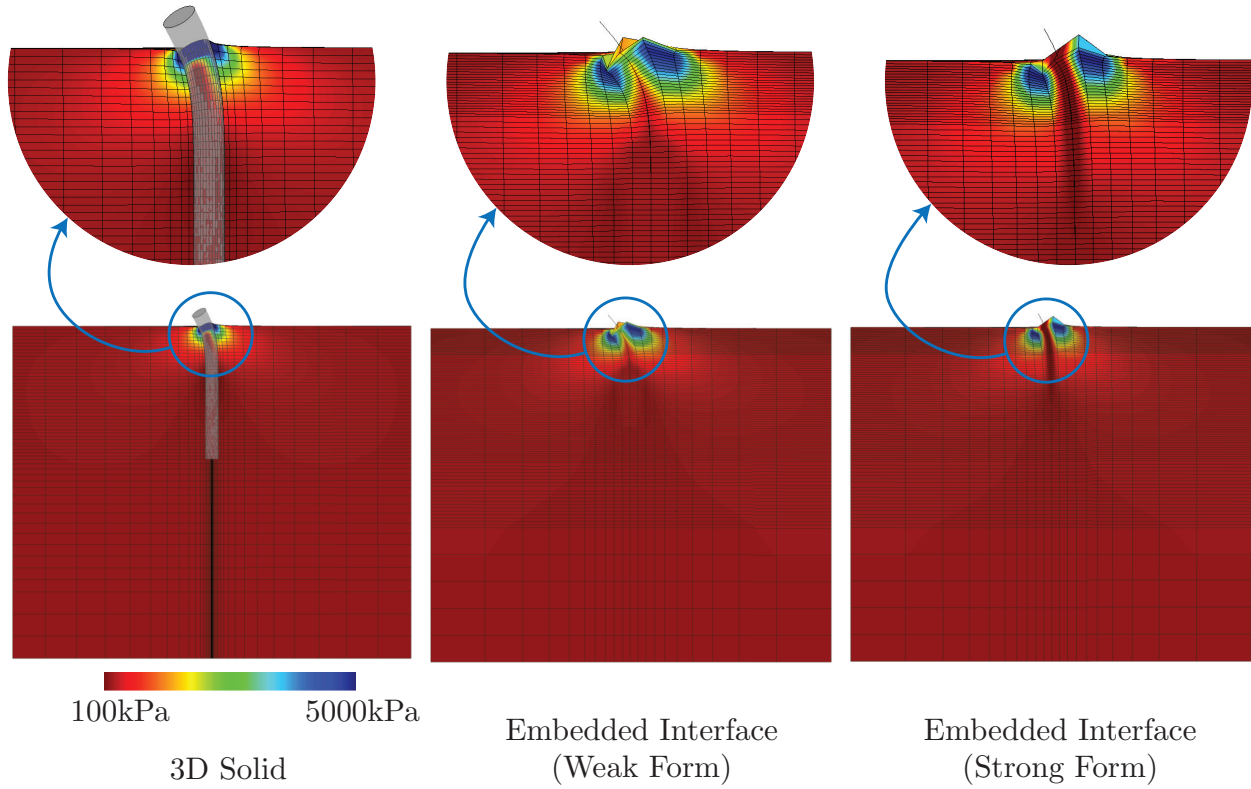 100kPa
5000kPa
3D Solid
Embedded Interface
(Weak Form)
Embedded Interface
(Strong Form)